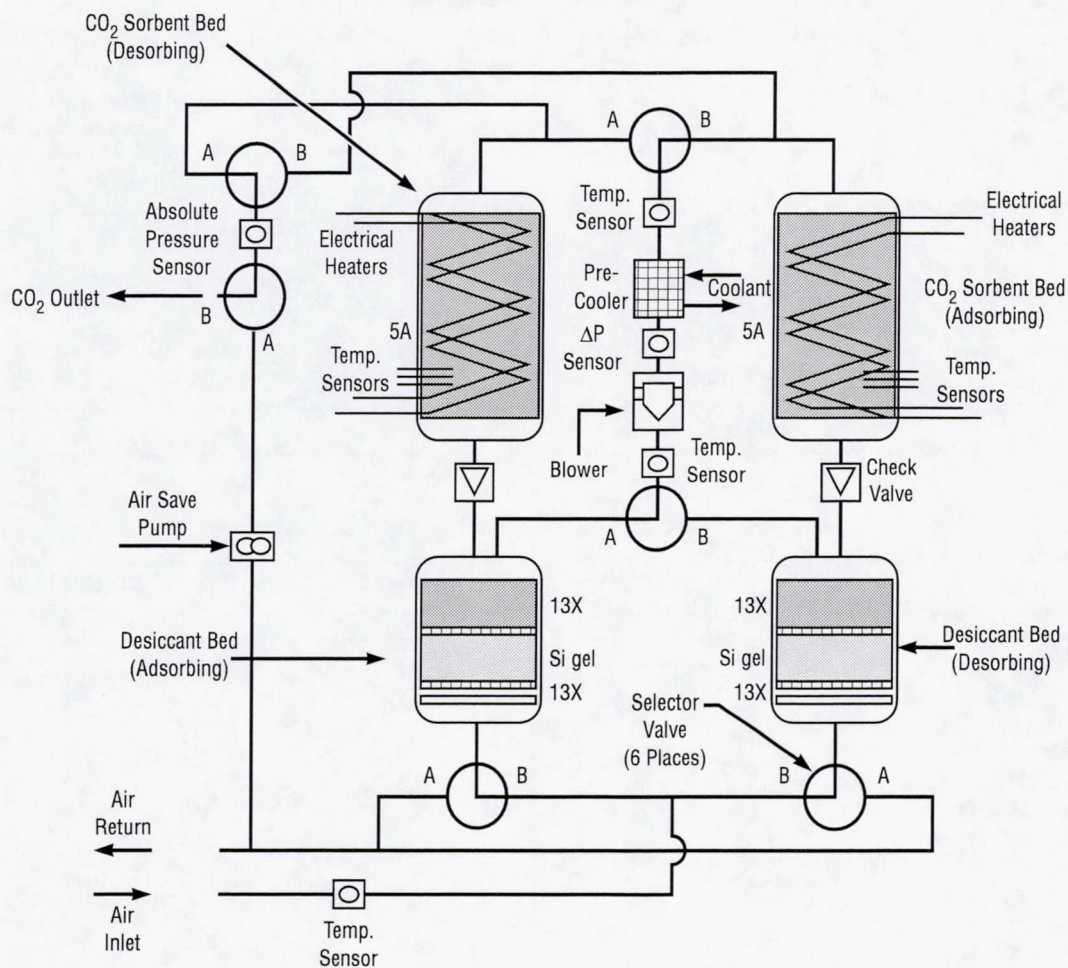 CO2 Sorbent Bed
(Desorbing)
A
B
A
B
Absolute
Pressure
Sensor
Temp.
Sensor
Electrical
Heaters
Electrical
Heaters
Pre-
Cooler
Coolant
CO2 Outlet
B
A
5A
ΔP
Sensor
5A
CO2 Sorbent Bed
(Adsorbing)
Temp.
Sensors
Temp.
Sensors
Blower
Temp.
Sensor
Check
Valve
Air Save
Pump
A
B
13X
13X
Desiccant Bed
(Adsorbing)
Si gel
Si gel
Desiccant Bed
(Desorbing)
13X
13X
Selector
Valve
(6 Places)
A
B
B
A
Air
Return
Air
Inlet
Temp.
Sensor